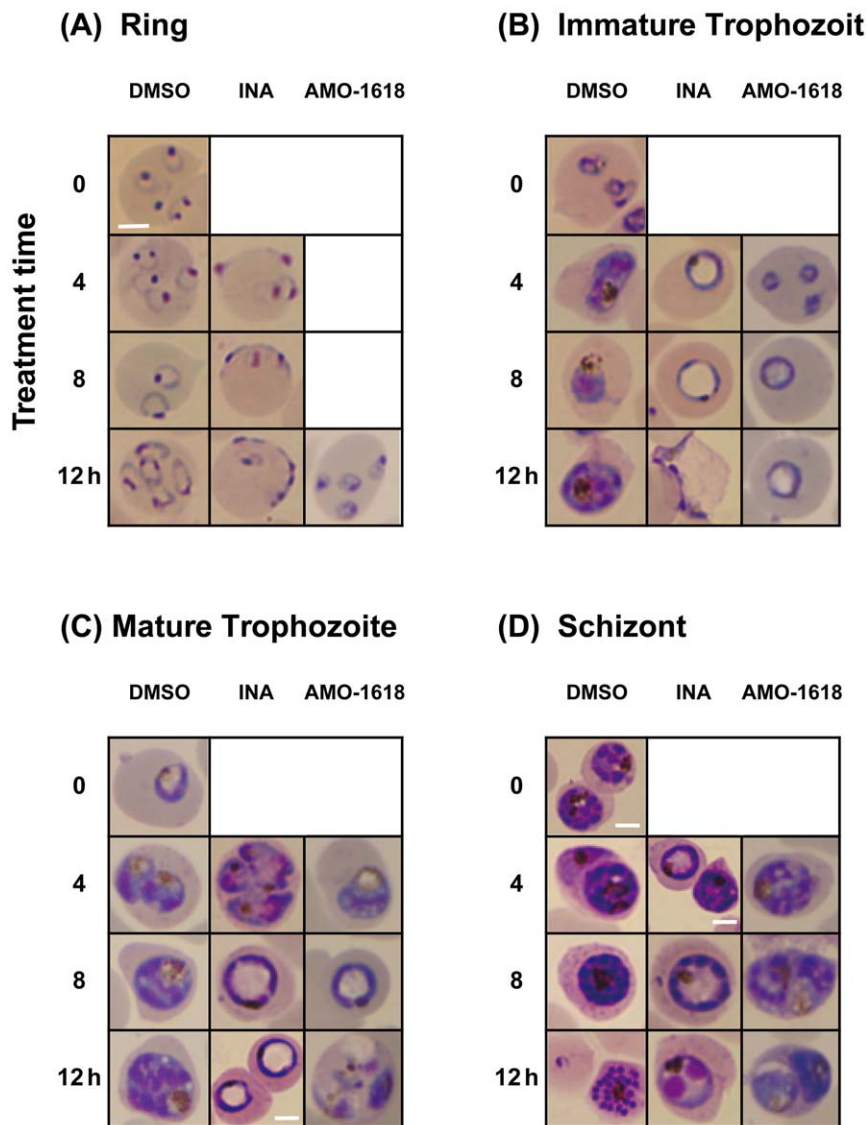 (A) Ring
DMSO INA AMO-1618
Treatment time
0
4
8
12 h
(B) Immature Trophozoit
DMSO INA AMO-1618
0
4
8
12 h
(C) Mature Trophozoite
DMSO INA AMO-1618
0
4
8
12 h
(D) Schizont
DMSO INA AMO-1618
0
4
8
12 h